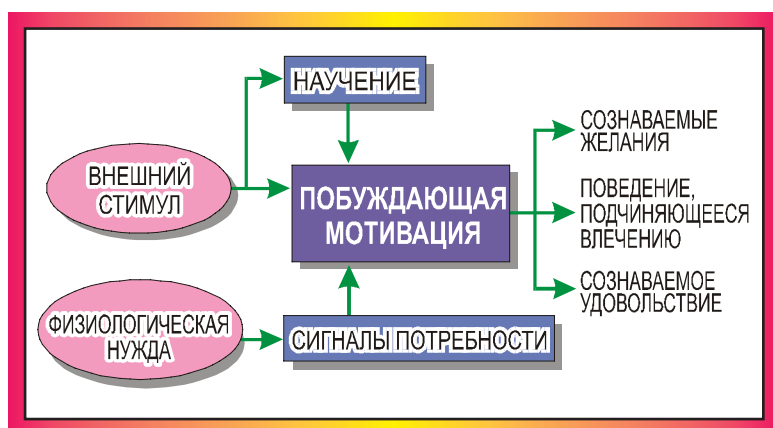 НАУЧЕНИЕ
ВНЕШНИЙ
СТИМУЛ
ПОБУЖДАЮЩАЯ
МОТИВАЦИЯ
СОЗНАВАЕМЫЕ
ЖЕЛАНИЯ
ПОВЕДЕНИЕ,
ПОДЧИНЯЮЩЕЕСЯ
ВЛЕЧЕНИЮ
СОЗНАВАЕМОЕ
УДОВОЛЬСТВИЕ
ФИЗИОЛОГИЧЕСКАЯ
НУЖДА
СИГНАЛЫ ПОТРЕБНОСТИ